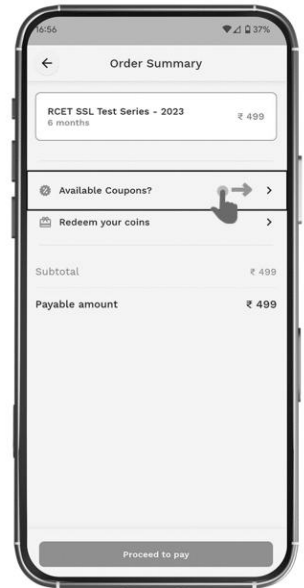 16:56
37%
Order Summary
RCET SSL Test Series - 2023
6 months
₹ 499
Available Coupons?
Redeem your coins
Subtotal
₹ 499
Payable amount
₹ 499
Proceed to pay